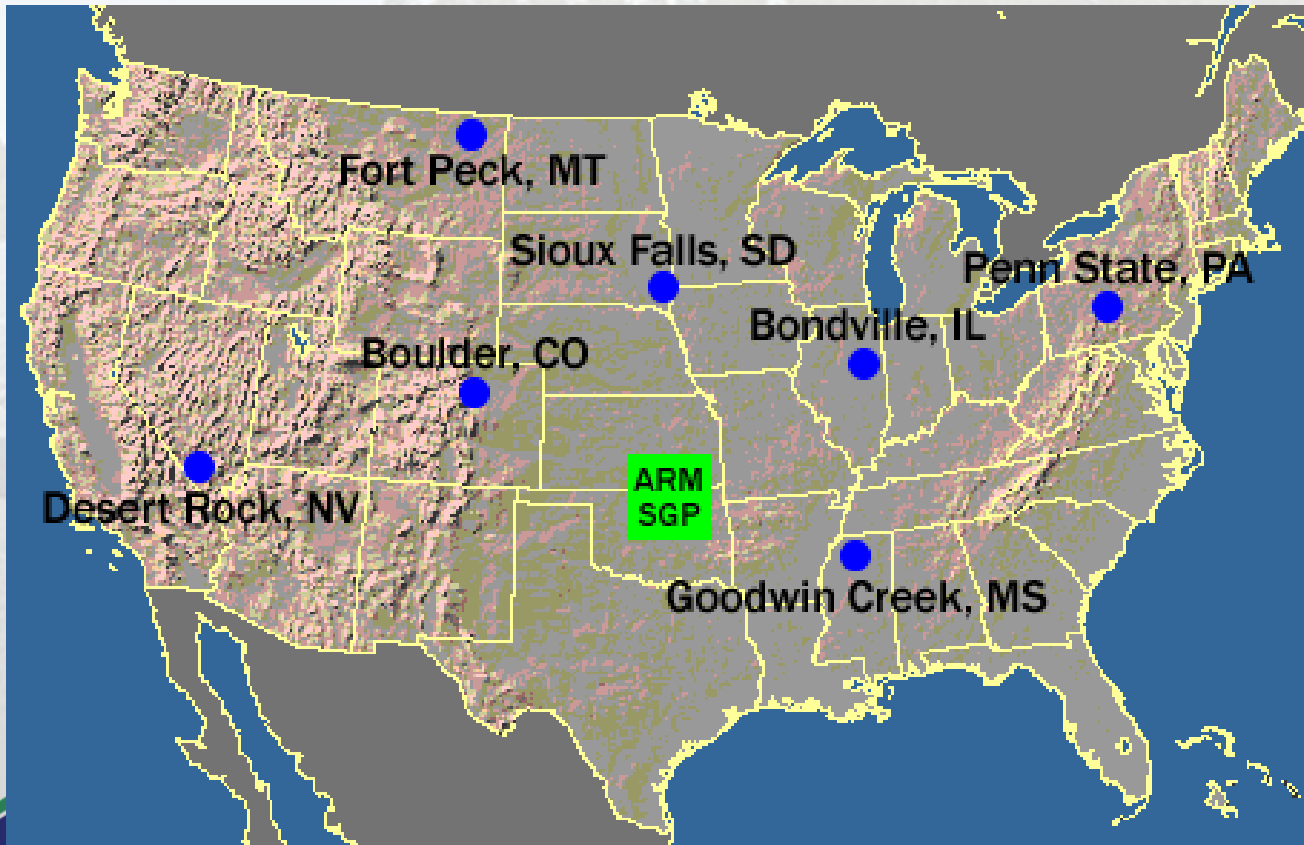 Fort Peck, MT
Sioux Falls, SD
Penn State, PA
Bondville, IL
Boulder, CO
ARM
SGP
Desert Rock, NV
Goodwin Creek, MS